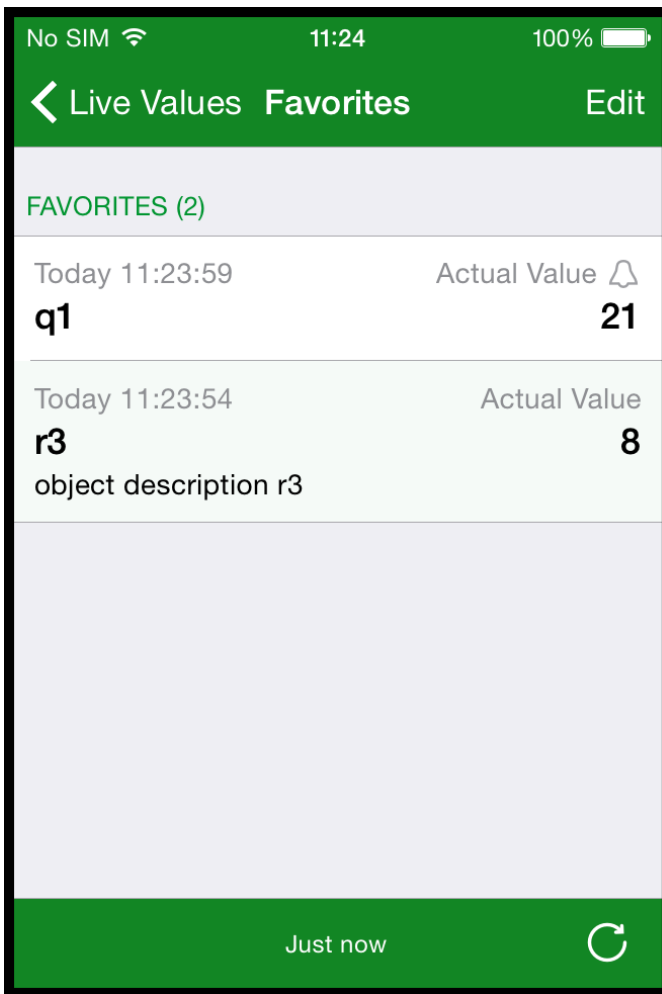 No SIM 11:24 100%
Live Values Favorites Edit
FAVORITES (2)
Today 11:23:59 Actual Value
q1 21
Today 11:23:54 Actual Value
r3 8
object description r3
Just now